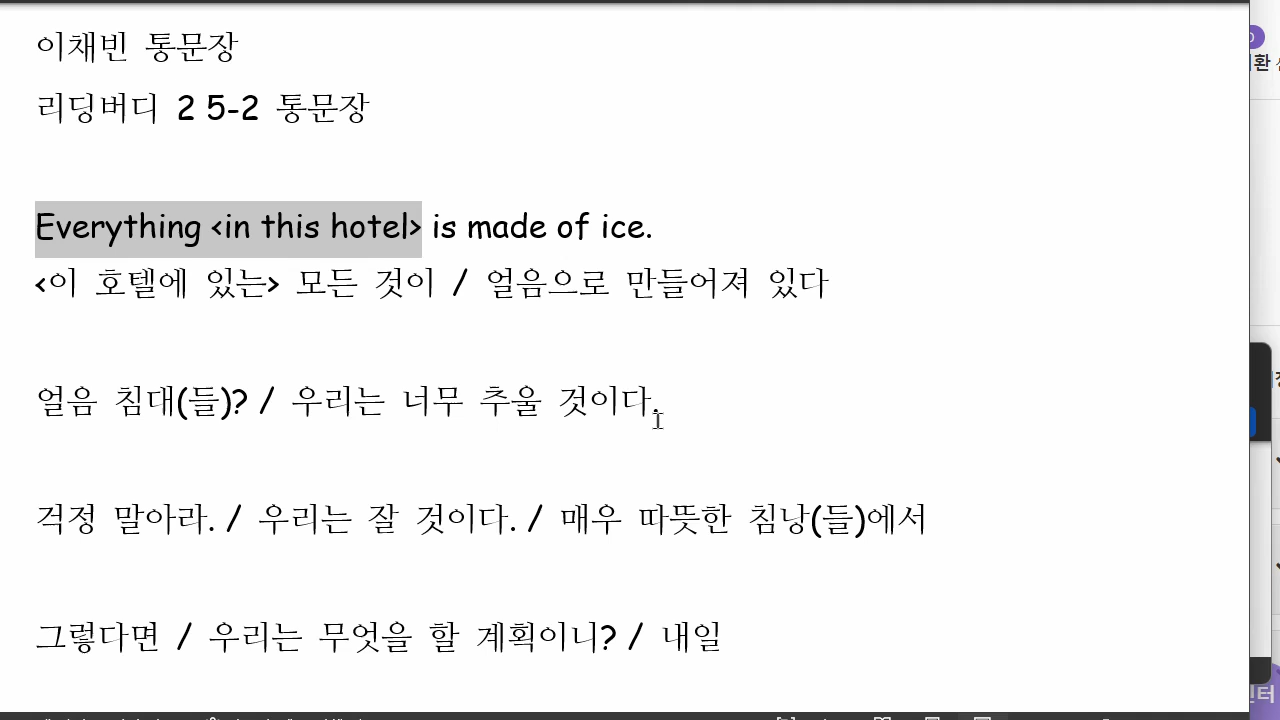 이채빈 통문장
리딩버디 2 5-2 통문장
Everything <in this hotel> is made of ice.
<이 호텔에 있는> 모든 것이 / 얼음으로 만들어져 있다
얼음 침대(들)? / 우리는 너무 추울 것이다.
걱정 말아라. / 우리는 잘 것이다. / 매우 따뜻한 침낭(들)에서
그렇다면 / 우리는 무엇을 할 계획이니? / 내일